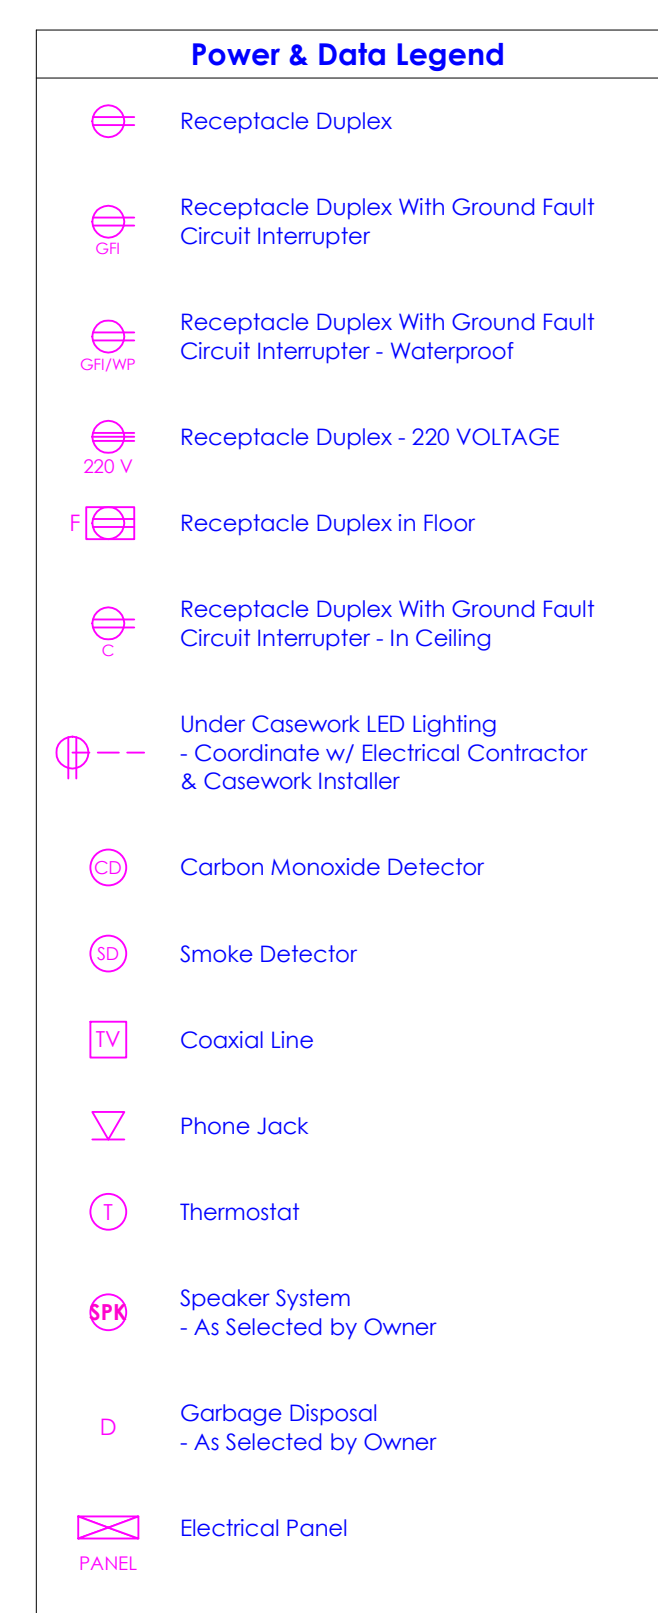 Power & Data Legend
Receptacle Duplex
Receptacle Duplex With Ground Fault
Circuit Interrupter
GFI
Receptacle Duplex With Ground Fault
Circuit Interrupter - Waterproof
GFI/WP
Receptacle Duplex - 220 VOLTAGE
220 V
F
Receptacle Duplex in Floor
Receptacle Duplex With Ground Fault
Circuit Interrupter - In Ceiling
C
Under Casework LED Lighting
- Coordinate w/ Electrical Contractor
& Casework Installer
CD
Carbon Monoxide Detector
SD
Smoke Detector
TV
Coaxial Line
Phone Jack
T
Thermostat
SPK
Speaker System
- As Selected by Owner
D
Garbage Disposal
- As Selected by Owner
Electrical Panel
PANEL